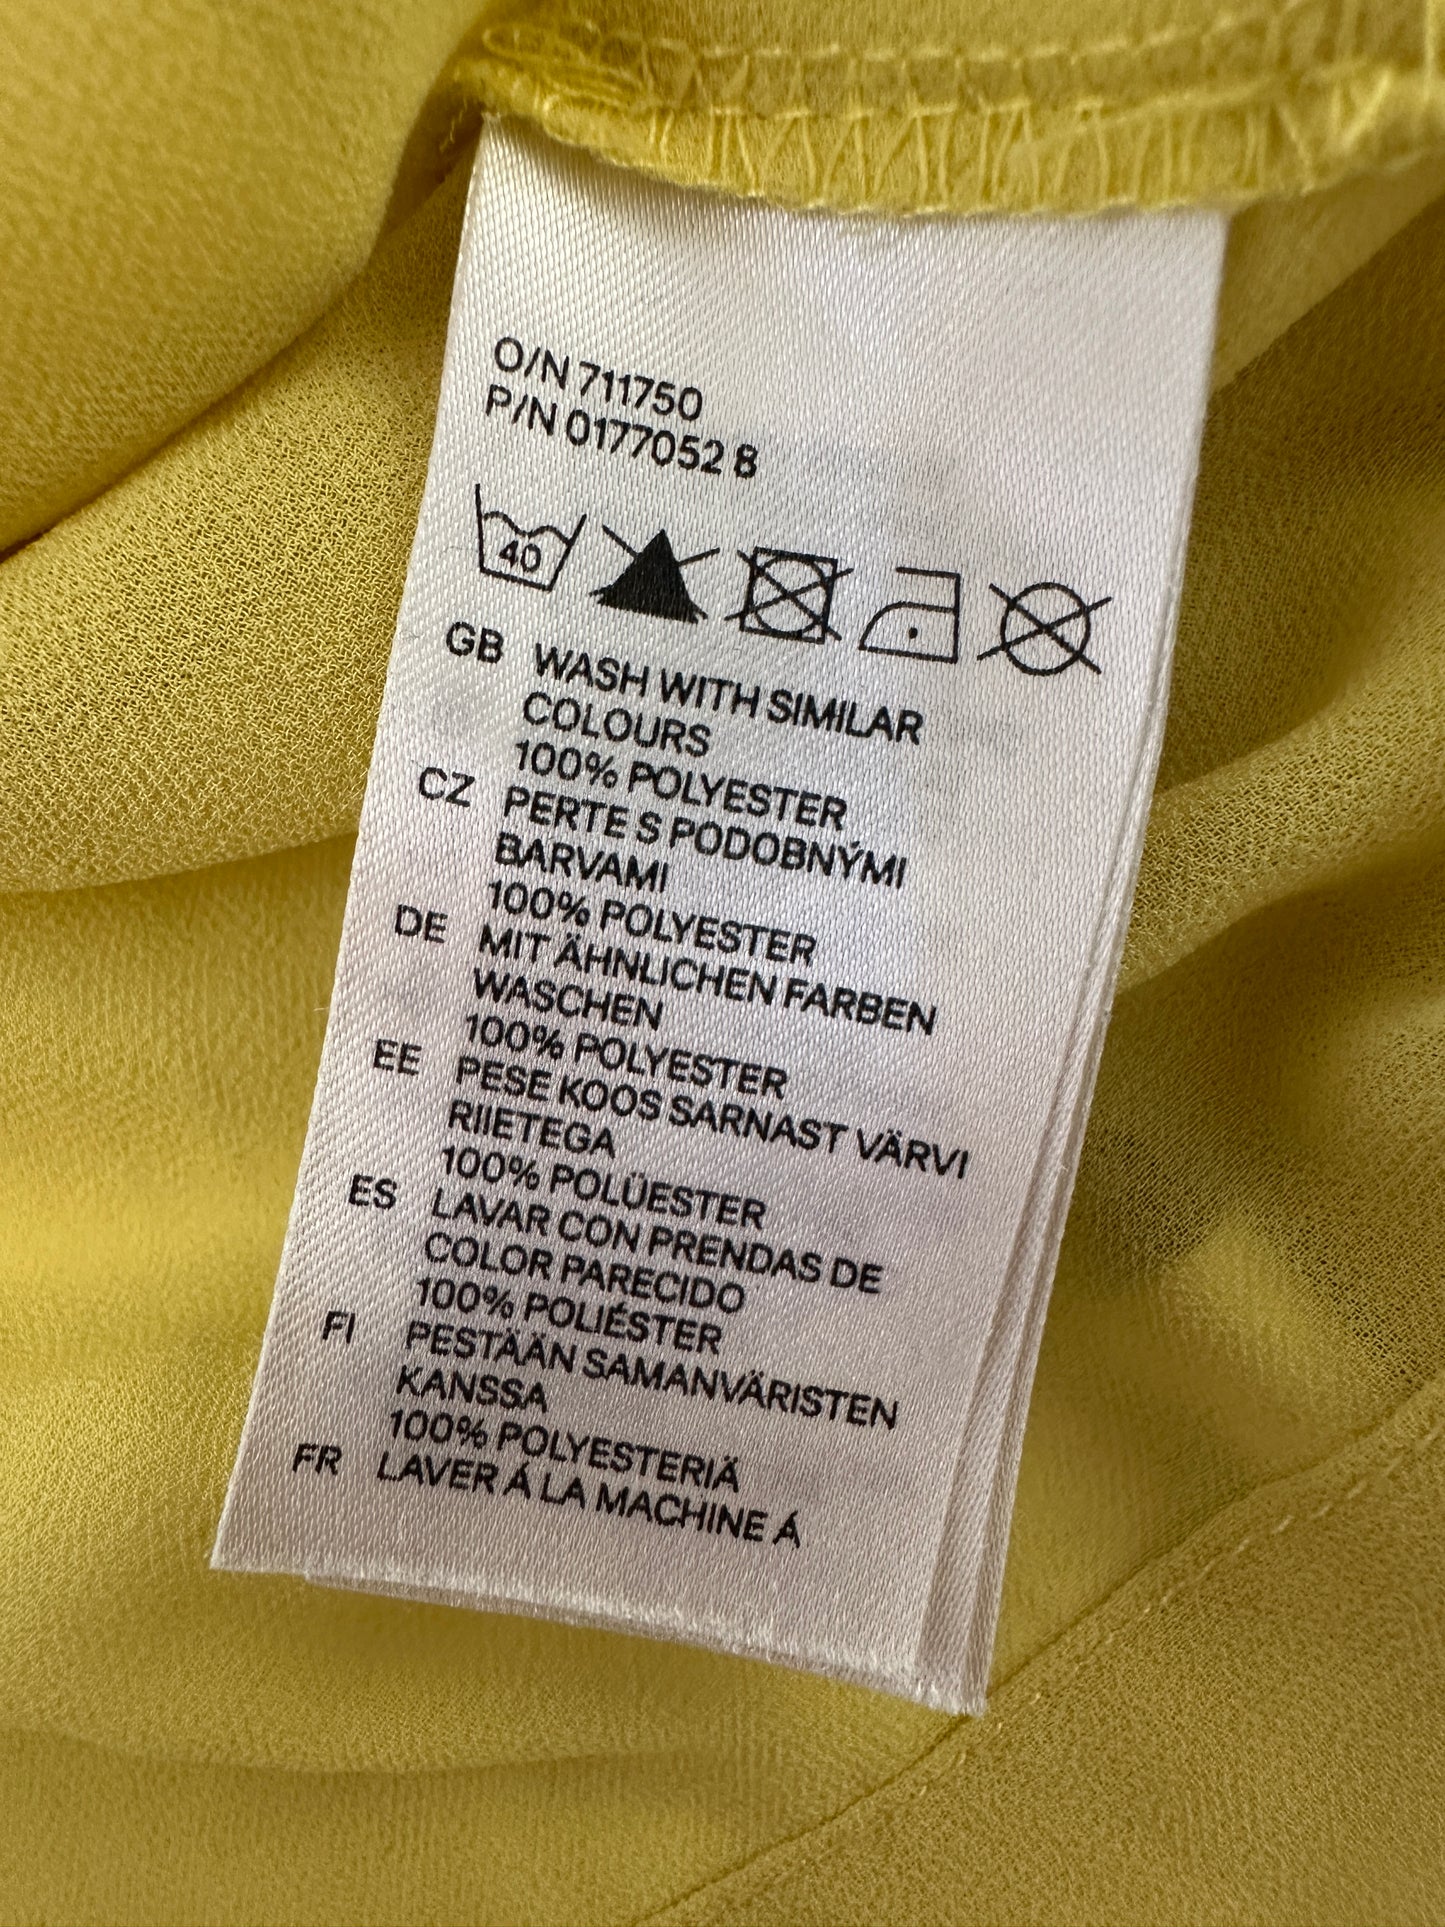 O/N 711750
P/N 0177052 B
40
GB WASH WITH SIMILAR
COLOURS
100% POLYESTER
CZ PERTE S PODOBNÝMI
BARVAMI
100% POLYESTER
DE MIT ÄHNLICHEN FARBEN
WASCHEN
100% POLYESTER
EE PESE KOOS SARNAST VÄRVI
RIIETEGA
100% POLÜESTER
ES LAVAR CON PRENDAS DE
COLOR PARECIDO
100% POLIÉSTER
FI PESTÄÄN SAMANVÄRISTEN
KANSSA
100% POLYESTERIÄ
FR LAVER Á LA MACHINE Á